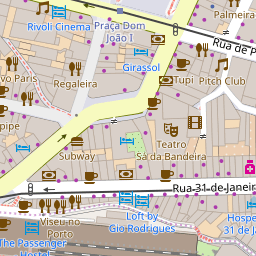 Rivoli Cinema
Praça Dom
João I
Palmeira
Rua de P
Girassol
vo Paris
Regaleira
Tupi
Pitch Club
pipe
Subway
Teatro
Sá da Bandeira
Rua 31 de Janeir
Viseu no
Porto
Loft by
Gio Rodrigues
Hospe
31 de J
The Passenger
Hostel